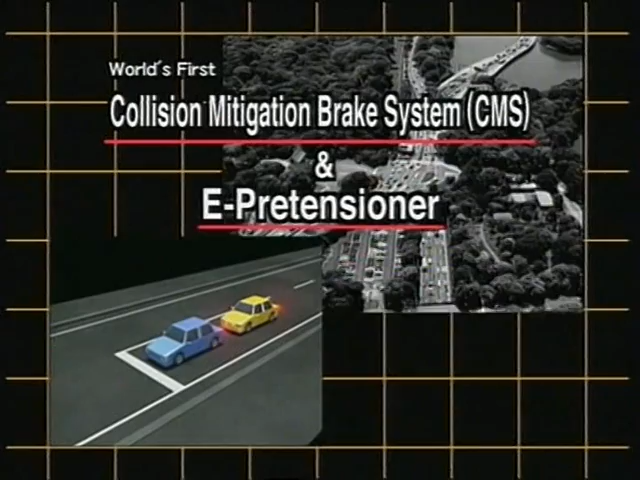 World's First
Collision Mitigation Brake System (CMS)
&
E-Pretensioner